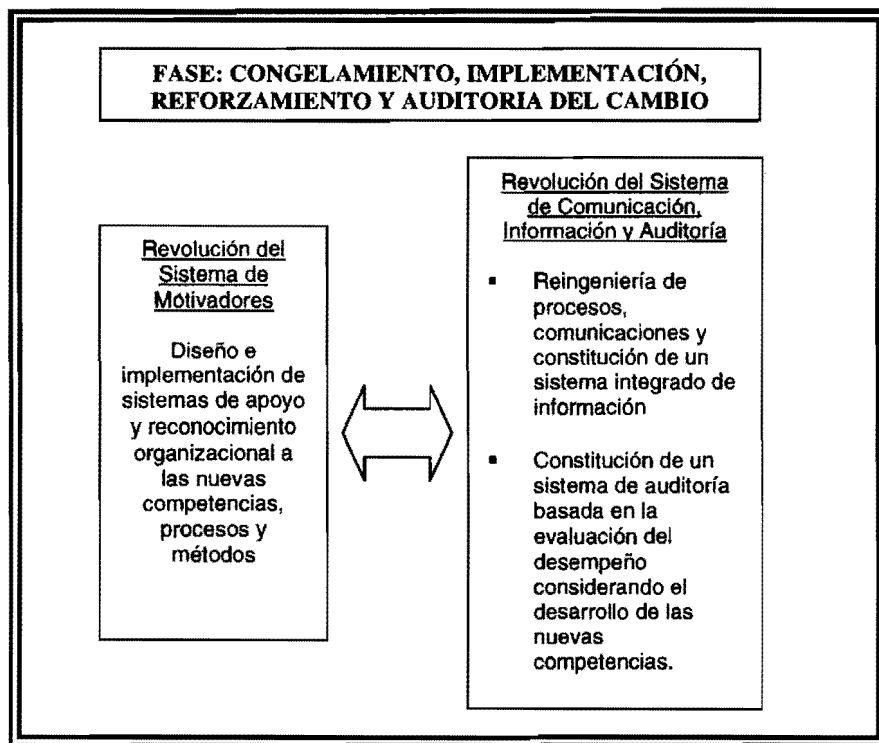 FASE: CONGELAMIENTO, IMPLEMENTACIÓN,
REFORZAMIENTO Y AUDITORIA DEL CAMBIO
Revolución del
Sistema de
Motivadores
Diseño e
implementación de
sistemas de apoyo
y reconocimiento
organizacional a
las nuevas
competencias,
procesos y
métodos
Revolución del Sistema
de Comunicación,
Información y Auditoría
▪ Reingeniería de
procesos,
comunicaciones y
constitución de un
sistema integrado de
información
▪ Constitución de un
sistema de auditoría
basada en la
evaluación del
desempeño
considerando el
desarrollo de las
nuevas
competencias.